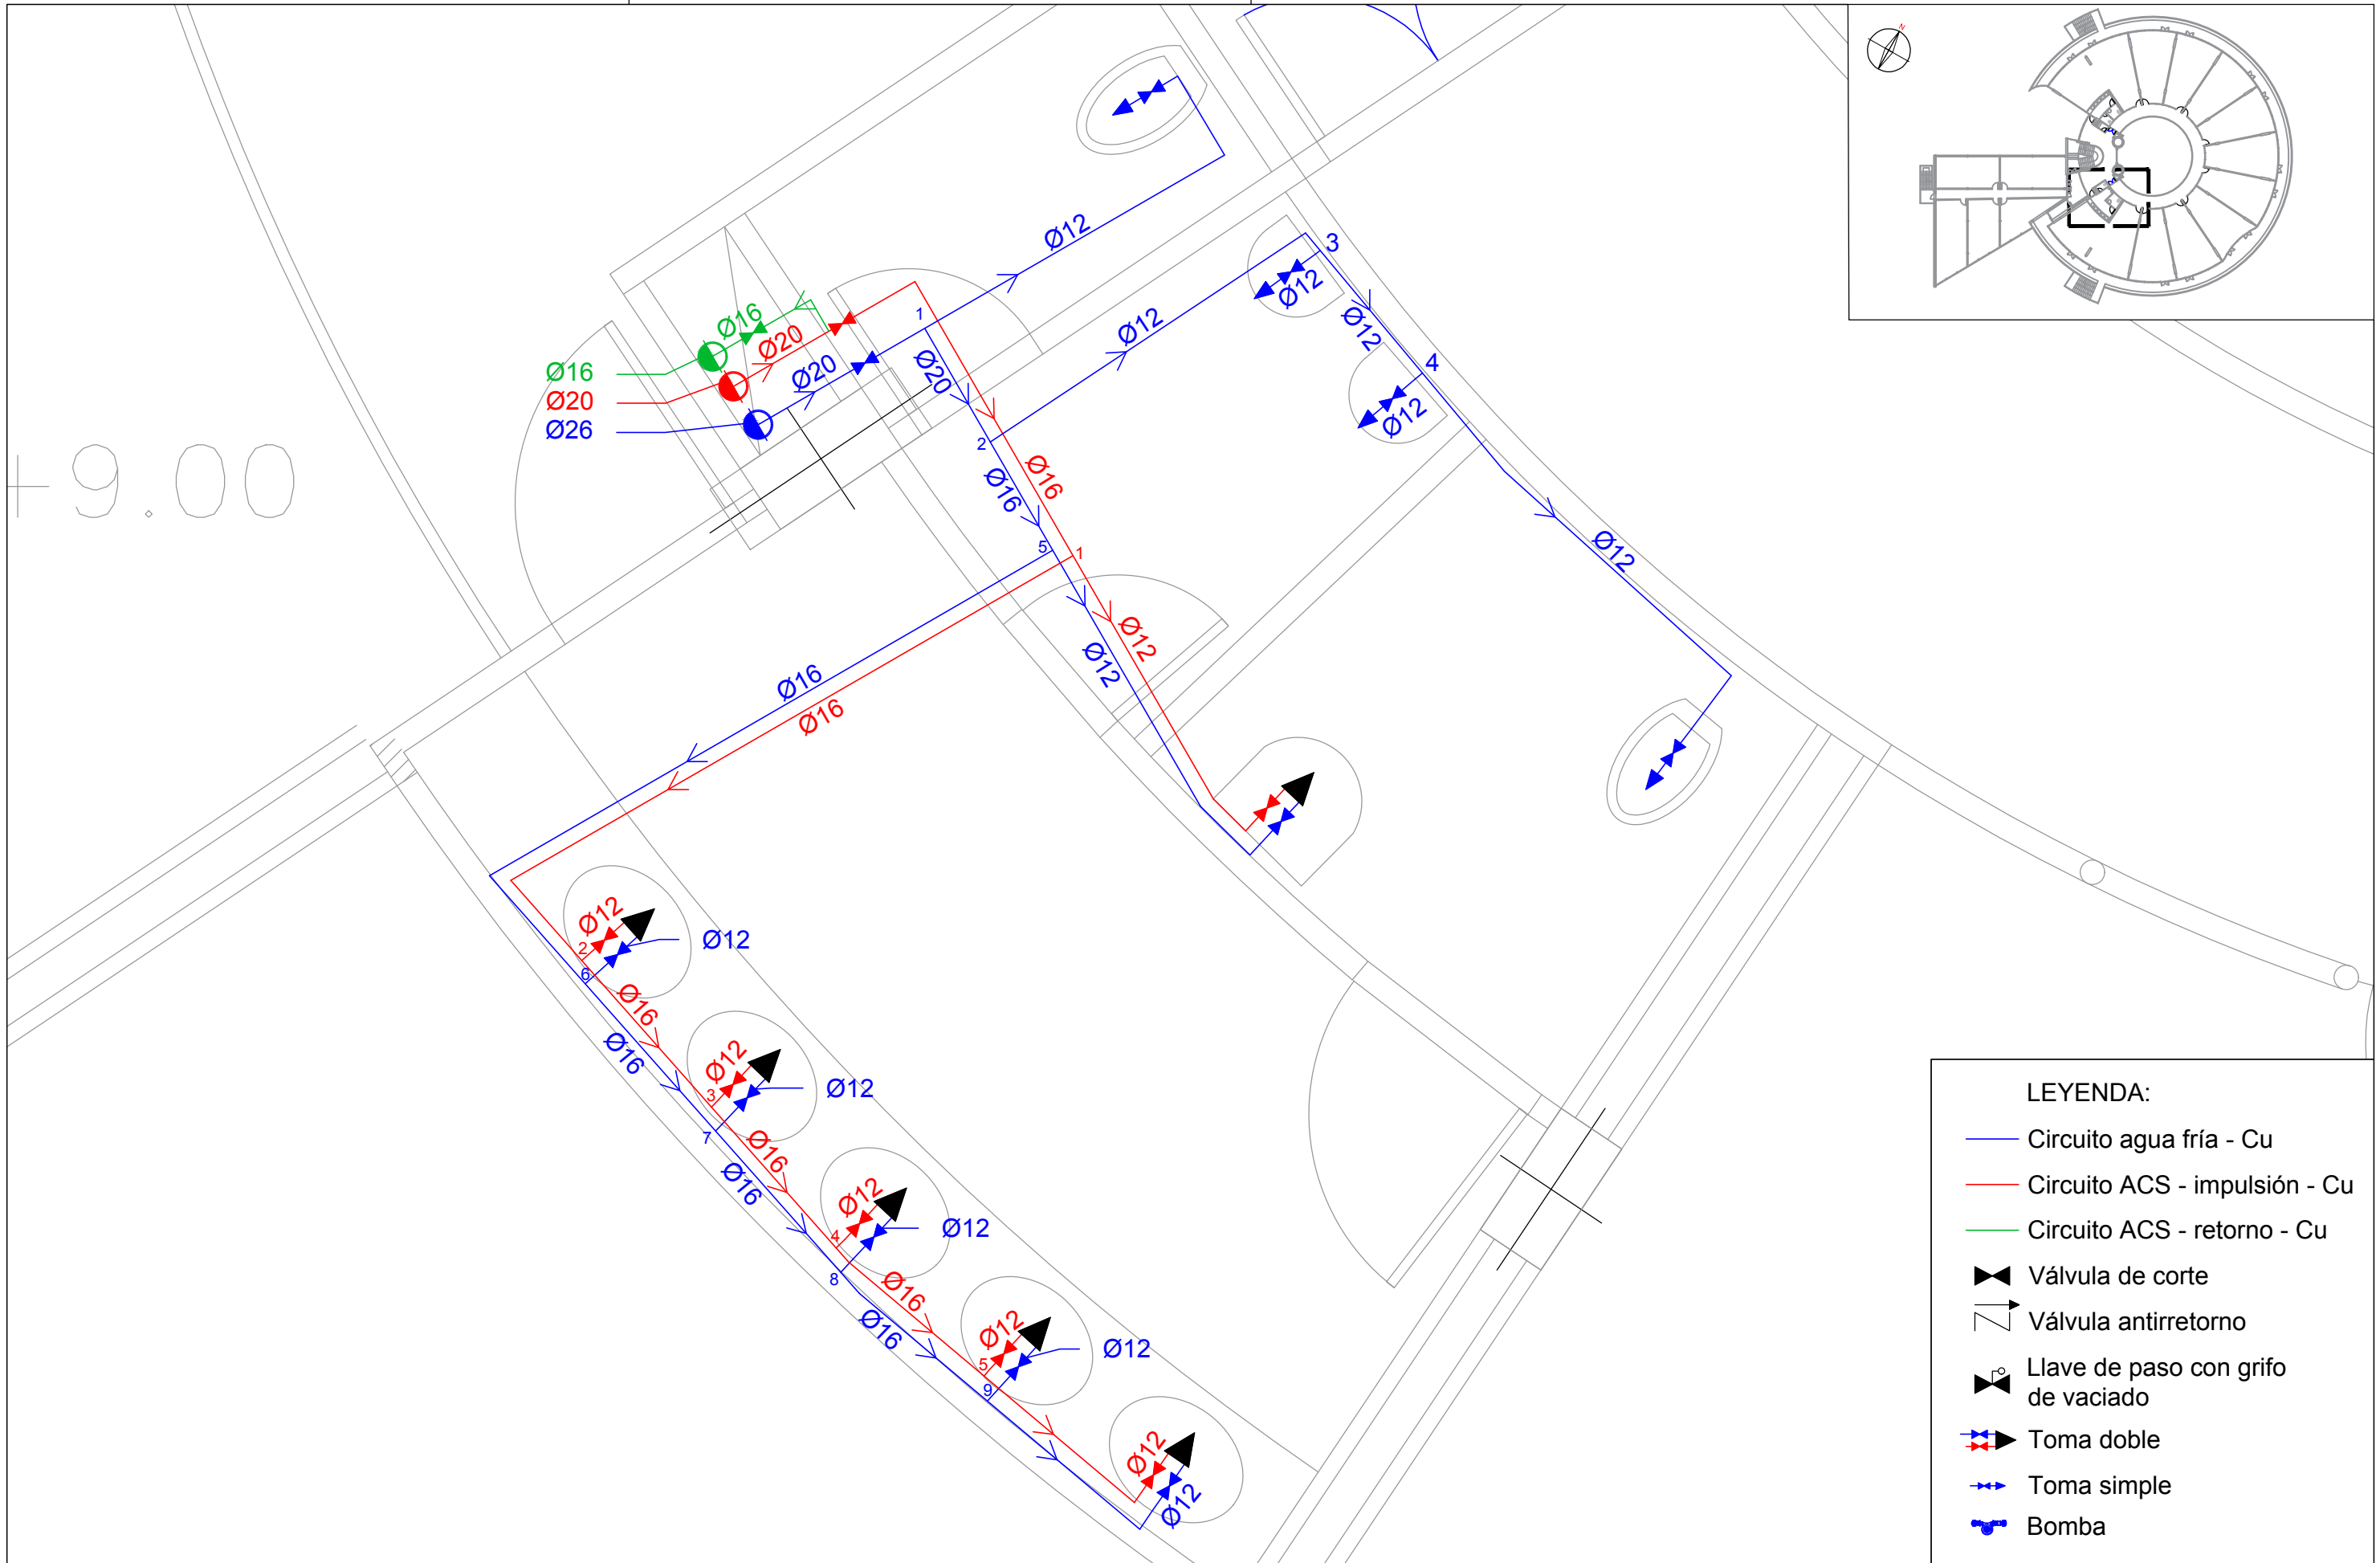 N
Ø12
3
Ø12
Ø12
Ø12
1
Ø16
Ø20
Ø20
Ø20
4
Ø12
Ø16
Ø20
Ø26
+ 9.00
2
Ø16
Ø16
Ø12
5
1
Ø12
Ø12
Ø16
Ø16
Ø12
2
Ø12
6
Ø16
Ø16
Ø12
3
Ø12
7
Ø16
Ø16
Ø12
4
Ø12
8
Ø16
Ø16
Ø12
5
Ø12
9
Ø12
Ø12
LEYENDA:
Circuito agua fría - Cu
Circuito ACS - impulsión - Cu
Circuito ACS - retorno - Cu
Válvula de corte
Válvula antirretorno
Llave de paso con grifo
de vaciado
Toma doble
Toma simple
Bomba